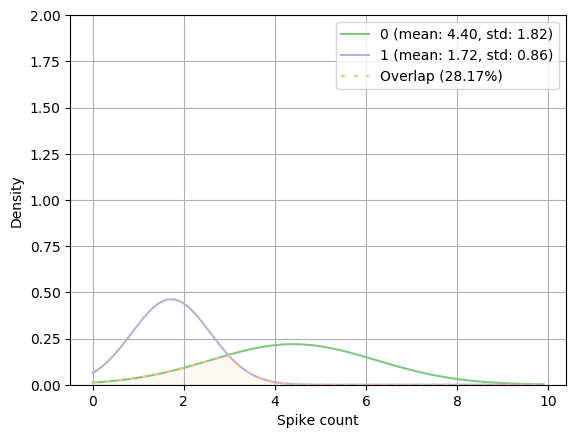 2.00
1.75
1.50
1.25
1.00
0.75
0.50
0.25
0.00
Density
0 (mean: 4.40, std: 1.82)
1 (mean: 1.72, std: 0.86)
Overlap (28.17%)
0 2 4 6 8 10
Spike count